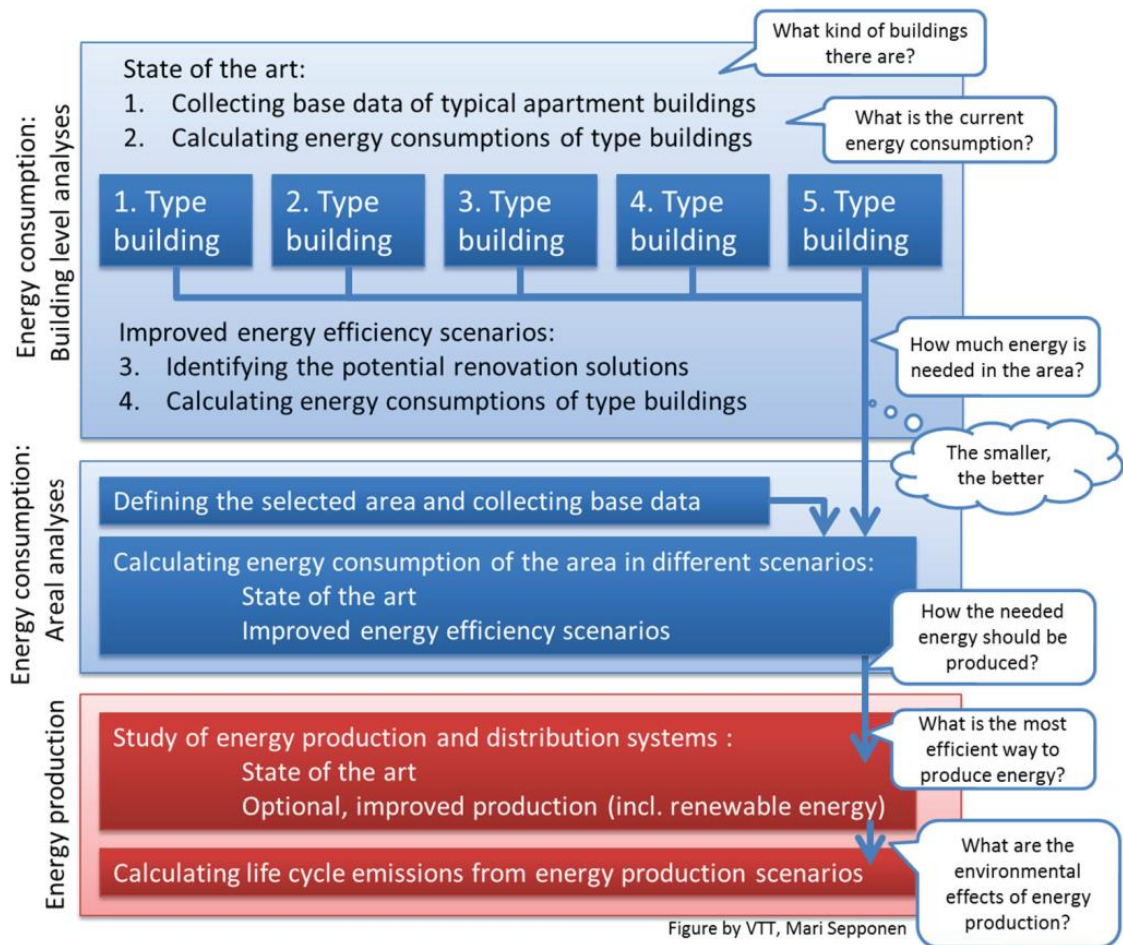 What kind of buildings
there are?
Energy consumption:
Building level analyses
State of the art:
1. Collecting base data of typical apartment buildings
2. Calculating energy consumptions of type buildings
What is the current
energy consumption?
1. Type
building
2. Type
building
3. Type
building
4. Type
building
5. Type
building
Improved energy efficiency scenarios:
3. Identifying the potential renovation solutions
4. Calculating energy consumptions of type buildings
How much energy is
needed in the area?
The smaller,
the better
Energy consumption:
Areal analyses
Defining the selected area and collecting base data
Calculating energy consumption of the area in different scenarios:
State of the art
Improved energy efficiency scenarios
How the needed
energy should be
produced?
Energy production
Study of energy production and distribution systems :
State of the art
Optional, improved production (incl. renewable energy)
What is the most
efficient way to
produce energy?
Calculating life cycle emissions from energy production scenarios
What are the
environmental
effects of energy
production?
Figure by VTT, Mari Sepponen